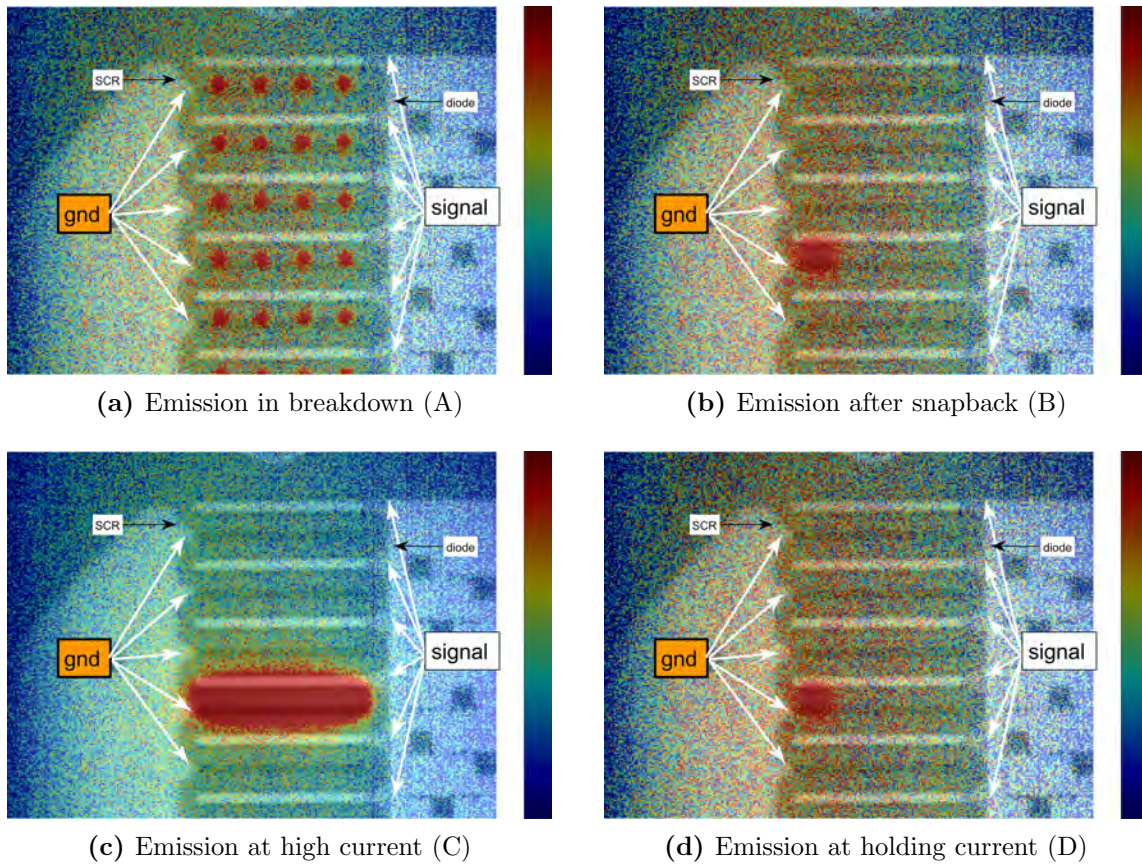 SCR
diode
gnd
signal
SCR
diode
gnd
signal
(a) Emission in breakdown (A)
(b) Emission after snapback (B)
SCR
diode
gnd
signal
SCR
diode
gnd
signal
(c) Emission at high current (C)
(d) Emission at holding current (D)